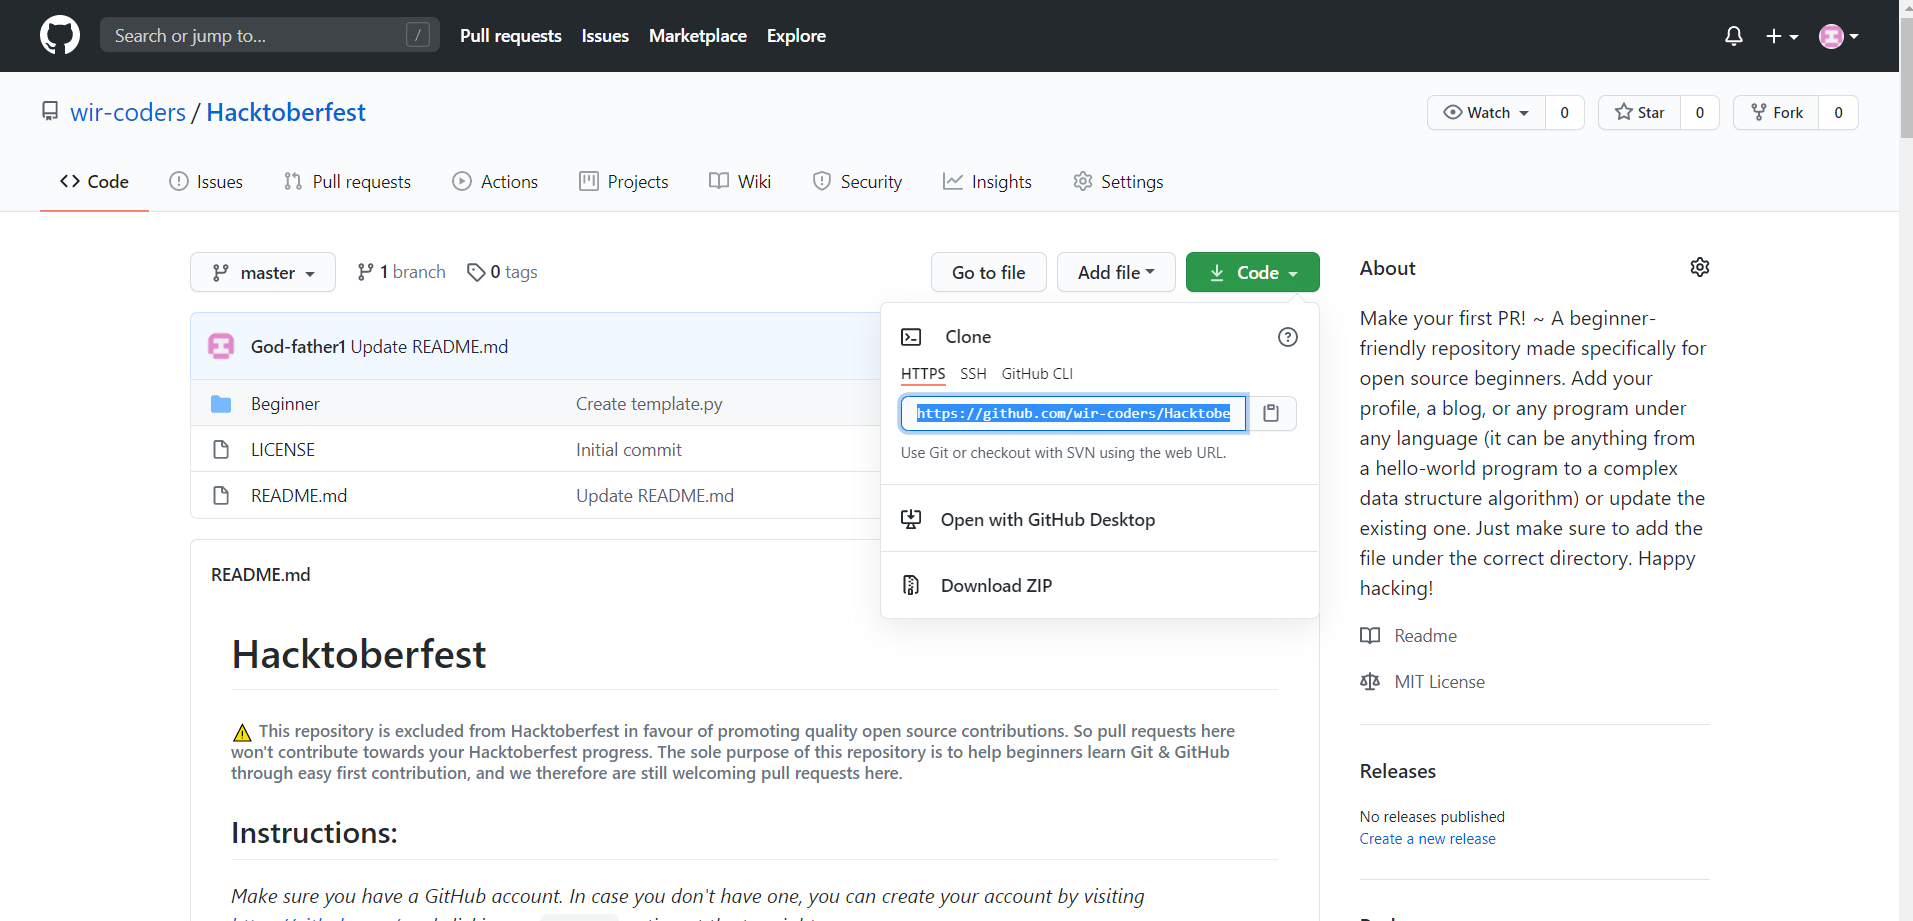 Search or jump to...
/
Pull requests
Issues
Marketplace
Explore
wir-coders / Hacktoberfest
Watch
0
Star
0
Fork
0
Code
Issues
Pull requests
Actions
Projects
Wiki
Security
Insights
Settings
master
1 branch
0 tags
Go to file
Add file
Code
God-father1 Update README.md
Beginner
Create template.py
LICENSE
Initial commit
README.md
Update README.md
Clone
HTTPS
SSH
GitHub CLI
https://github.com/wir-coders/Hacktobe
Use Git or checkout with SVN using the web URL.
Open with GitHub Desktop
Download ZIP
README.md
Hacktoberfest
This repository is excluded from Hacktoberfest in favour of promoting quality open source contributions. So pull requests here
won't contribute towards your Hacktoberfest progress. The sole purpose of this repository is to help beginners learn Git & GitHub
through easy first contribution, and we therefore are still welcoming pull requests here.
Instructions:
Make sure you have a GitHub account. In case you don't have one, you can create your account by visiting
About
Make your first PR! ~ A beginner-
friendly repository made specifically for
open source beginners. Add your
profile, a blog, or any program under
any language (it can be anything from
a hello-world program to a complex
data structure algorithm) or update the
existing one. Just make sure to add the
file under the correct directory. Happy
hacking!
Readme
MIT License
Releases
No releases published
Create a new release